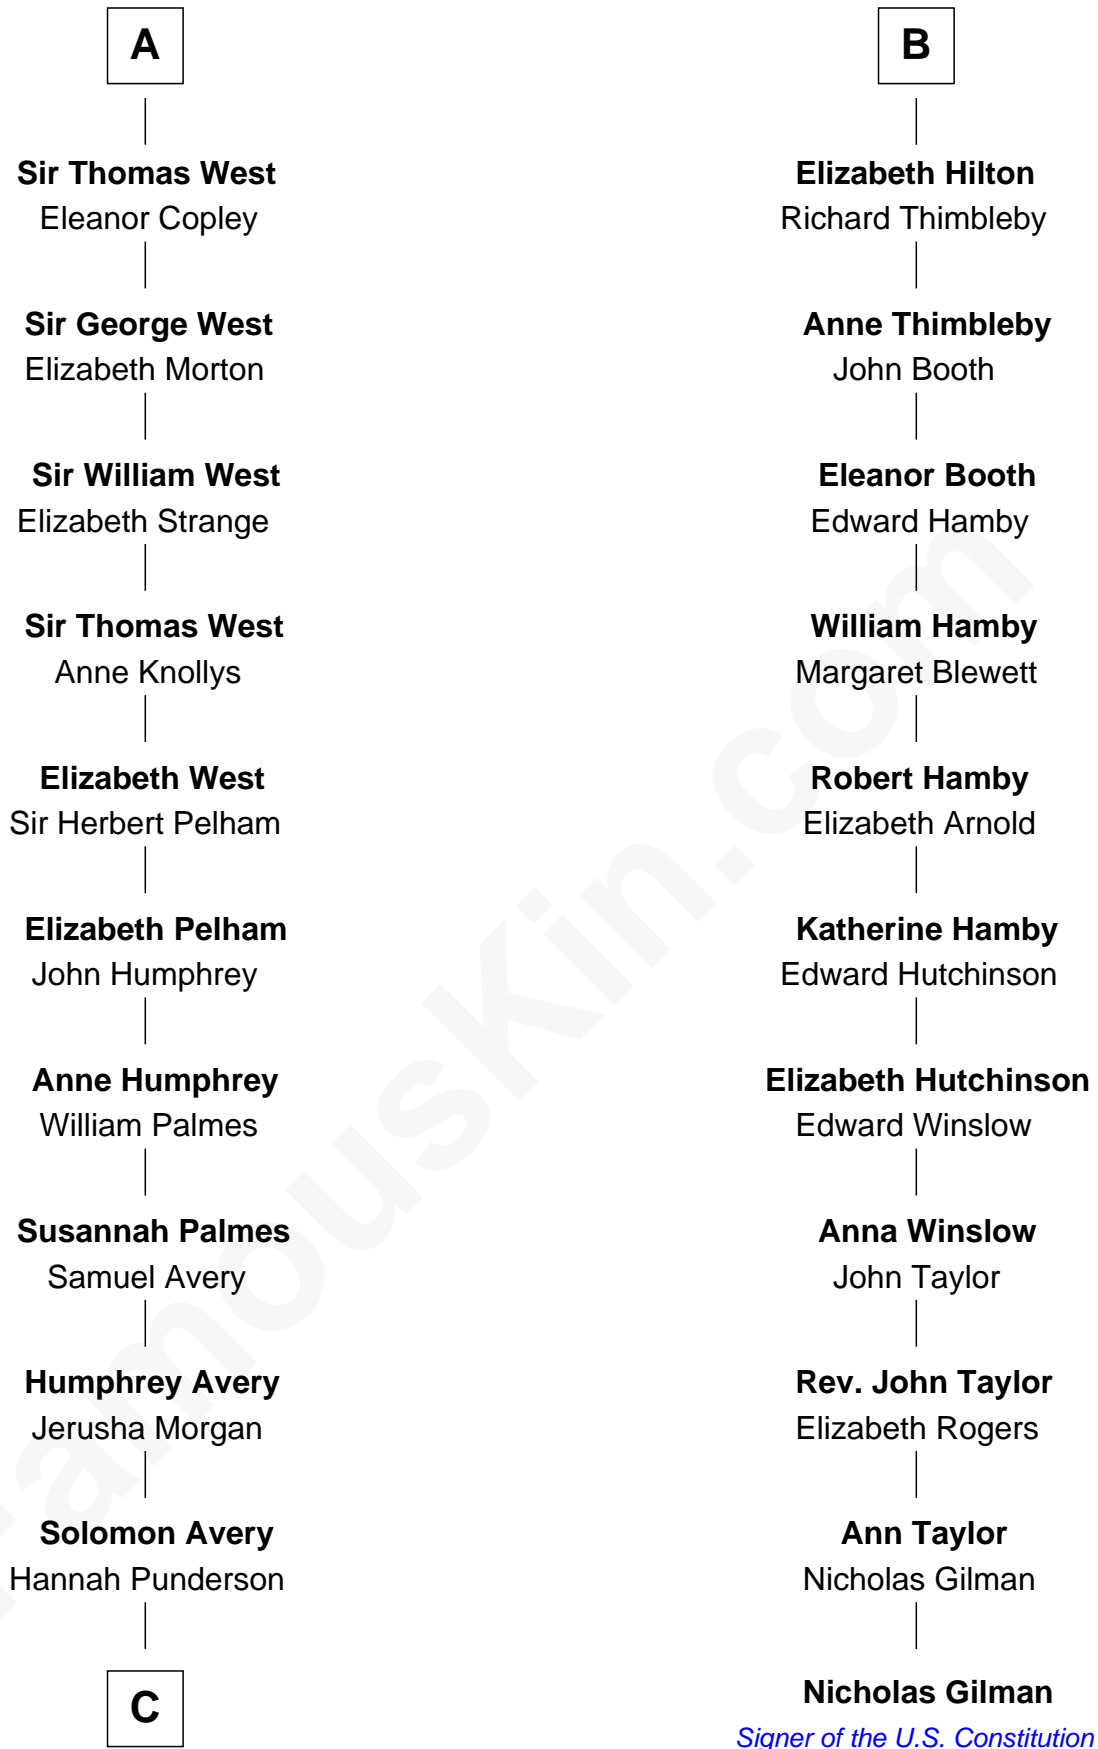 A
Sir Thomas West
Eleanor Copley
Sir George West
Elizabeth Morton
Sir William West
Elizabeth Strange
Sir Thomas West
Anne Knollys
Elizabeth West
Sir Herbert Pelham
Elizabeth Pelham
John Humphrey
Anne Humphrey
William Palmes
Susannah Palmes
Samuel Avery
Humphrey Avery
Jerusha Morgan
Solomon Avery
Hannah Punderson
C
B
Elizabeth Hilton
Richard Thimbleby
Anne Thimbleby
John Booth
Eleanor Booth
Edward Hamby
William Hamby
Margaret Blewett
Robert Hamby
Elizabeth Arnold
Katherine Hamby
Edward Hutchinson
Elizabeth Hutchinson
Edward Winslow
Anna Winslow
John Taylor
Rev. John Taylor
Elizabeth Rogers
Ann Taylor
Nicholas Gilman
Nicholas Gilman
Signer of the U.S. Constitution
FamousKin.com